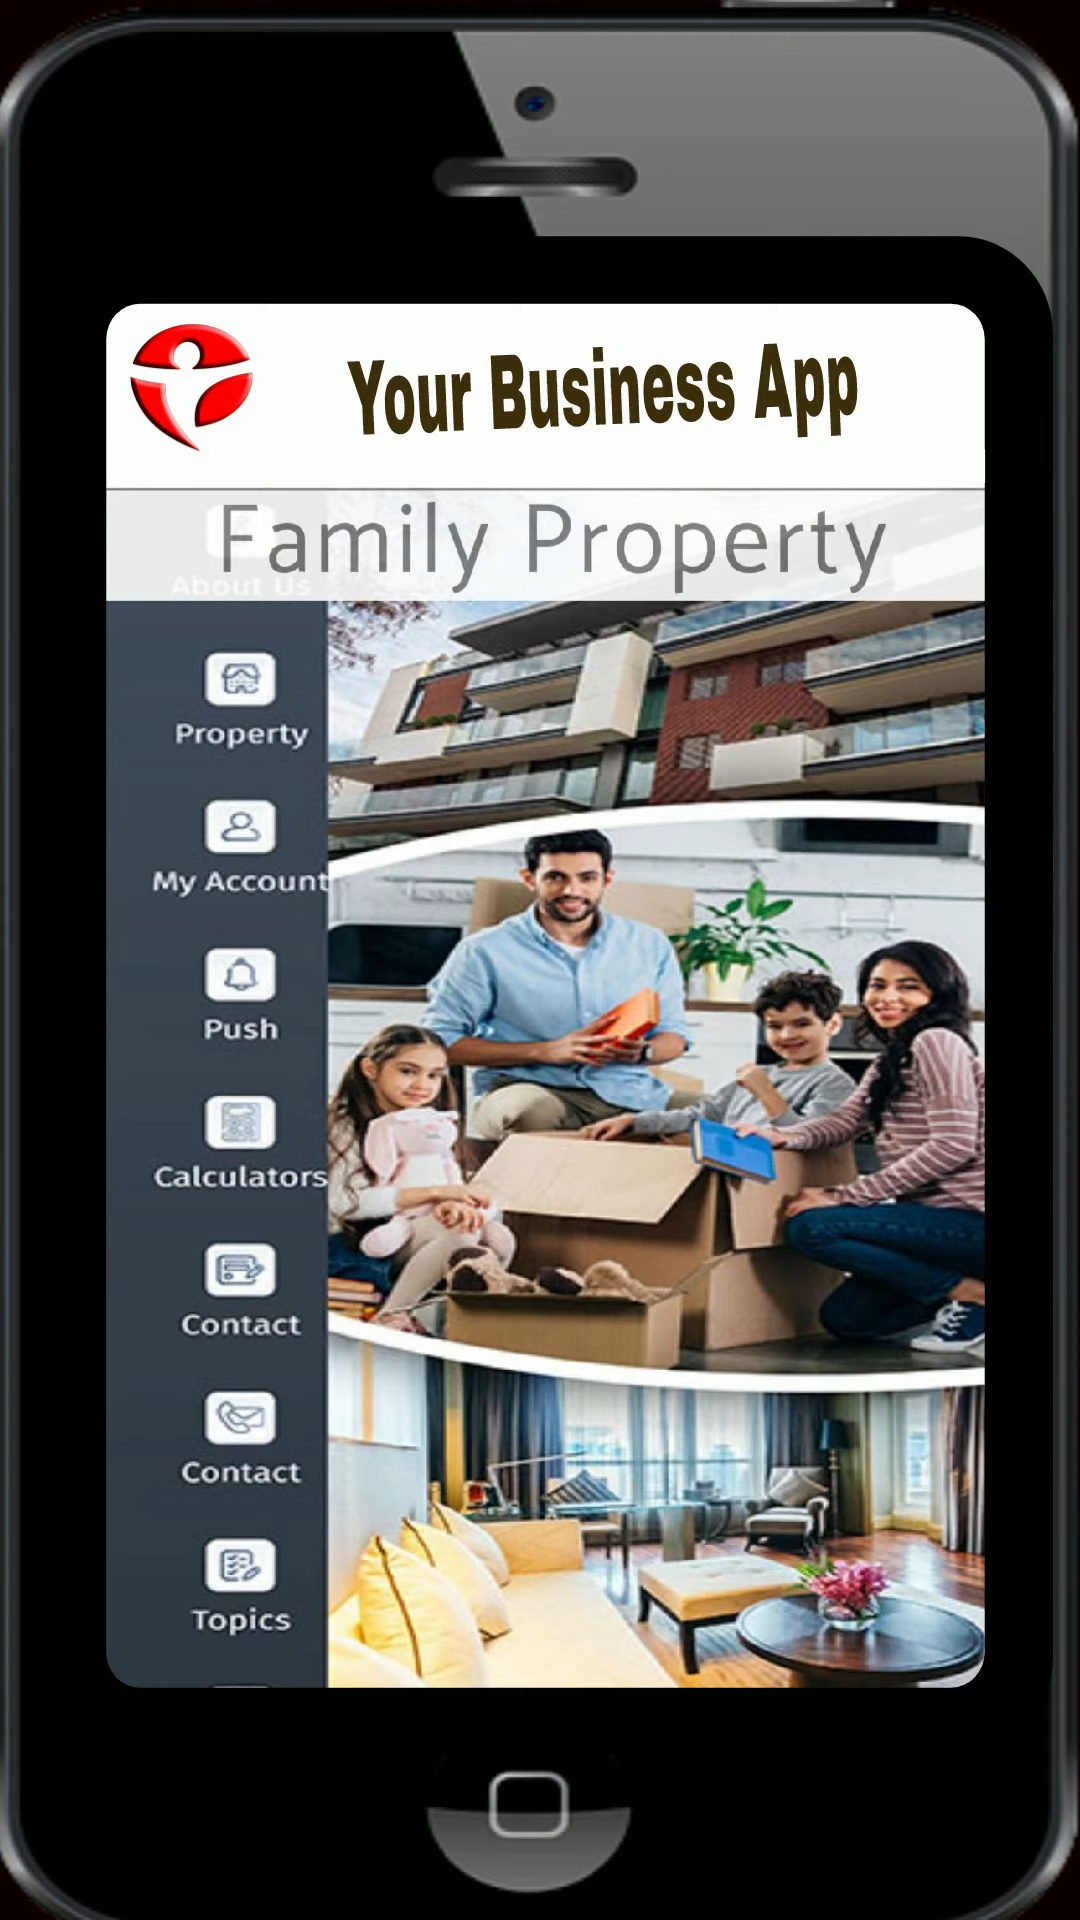 Your Business App
Family Property
About Us
Property
My Account
Push
Calculators
Contact
Contact
Topics